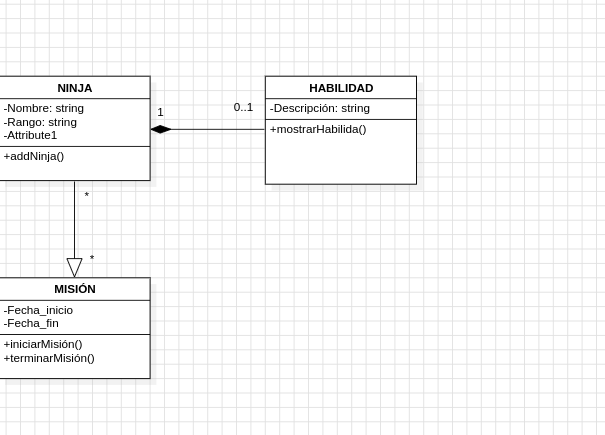 NINJA
-Nombre: string
-Rango: string
-Attribute1
+addNinja()
1
0..1
HABILIDAD
-Descripción: string
+mostrarHabilida()
*
*
MISIÓN
-Fecha_inicio
-Fecha_fin
+iniciarMisión()
+terminarMisión()